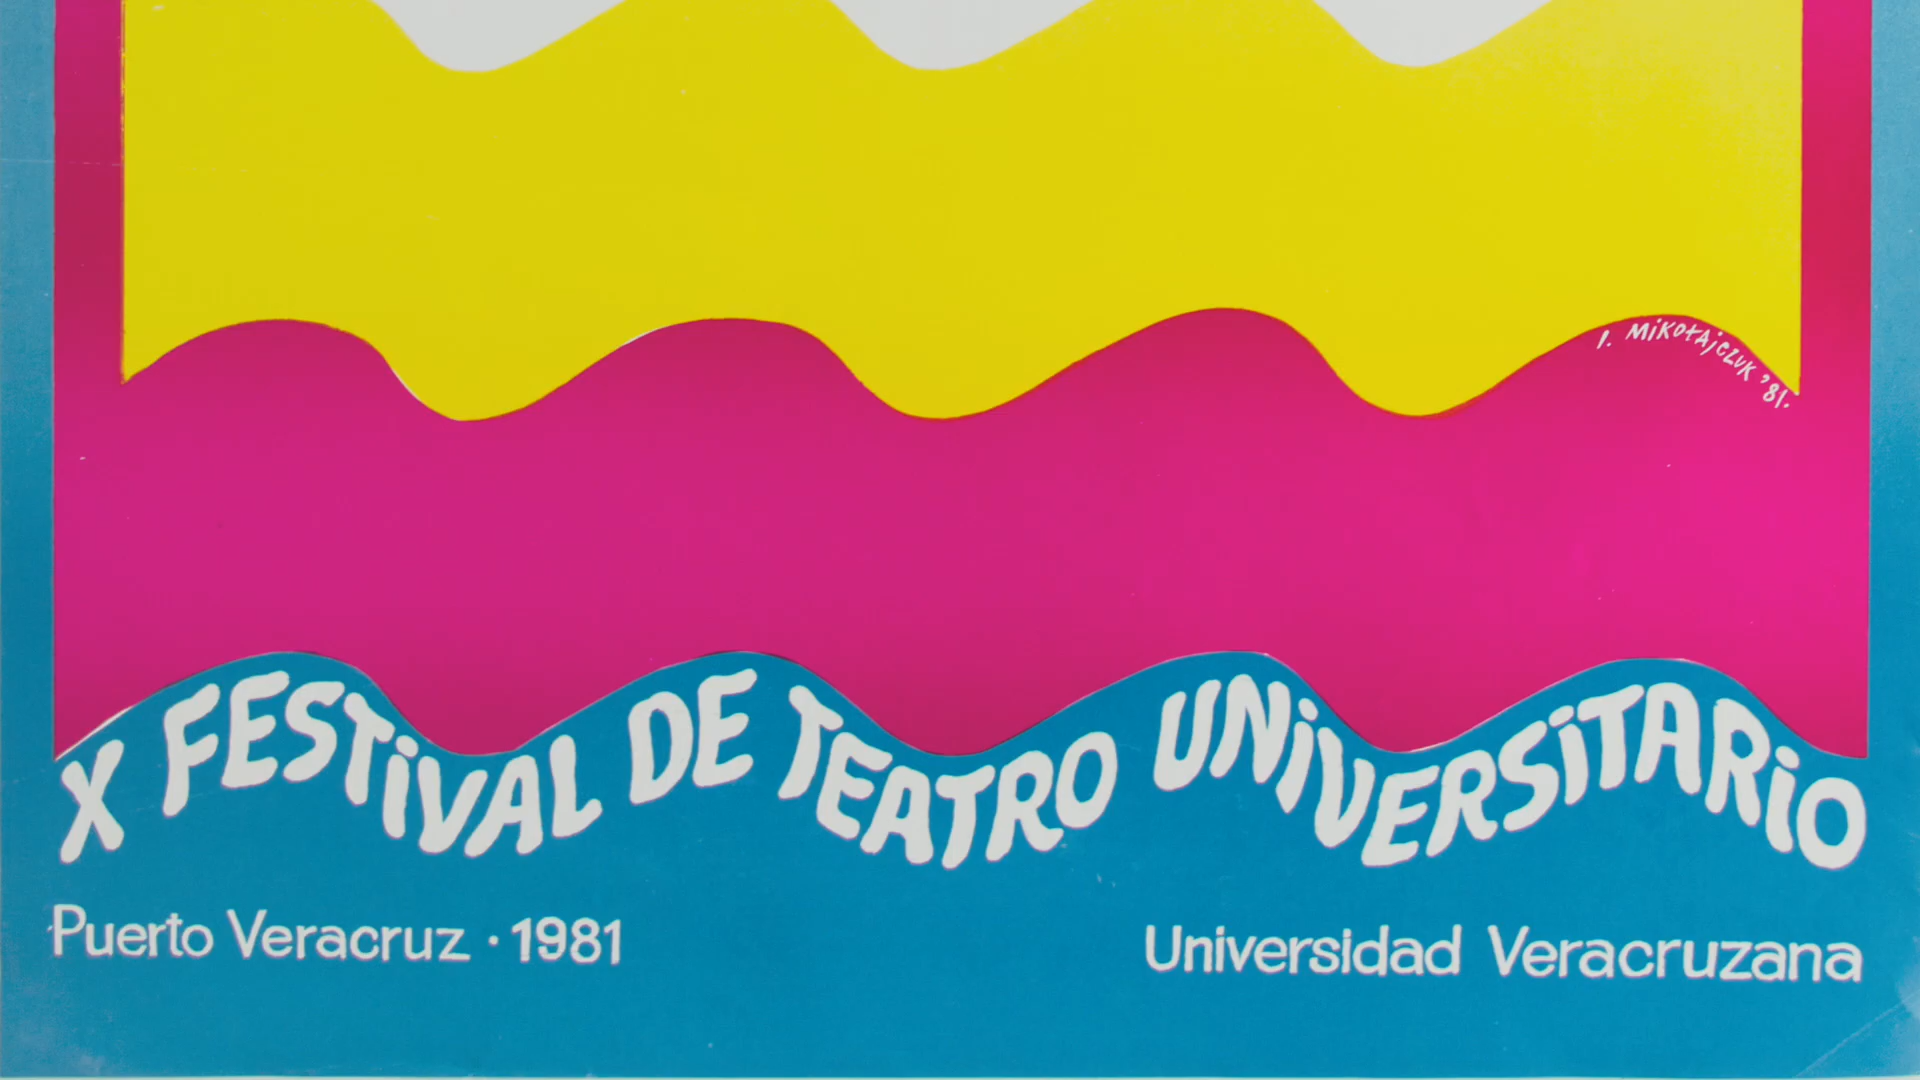 I. MiKOŁAjCZUK '81.
X FESTiVAL DE TEATRO UNiVERSiTARiO
Puerto Veracruz · 1981
Universidad Veracruzana